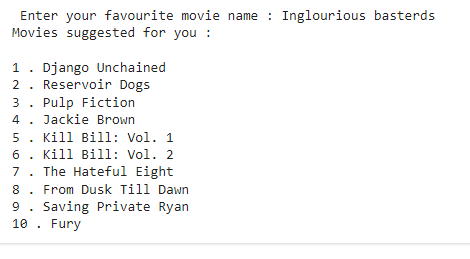 Enter your favourite movie name : Inglourious basterds
Movies suggested for you :
1 . Django Unchained
2 . Reservoir Dogs
3 . Pulp Fiction
4 . Jackie Brown
5 . Kill Bill: Vol. 1
6 . Kill Bill: Vol. 2
7 . The Hateful Eight
8 . From Dusk Till Dawn
9 . Saving Private Ryan
10 . Fury